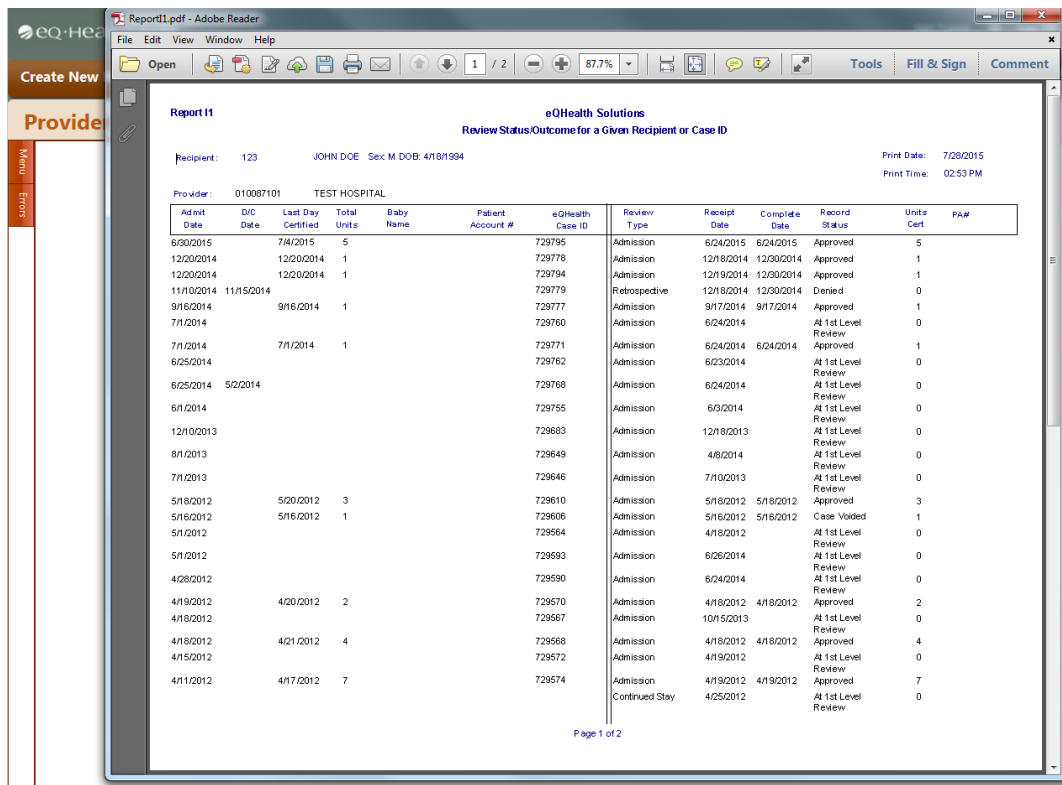 ReportI1.pdf - Adobe Reader
eQ·Hea
File Edit View Window Help
Open 1 / 2 87.7% Tools Fill & Sign Comment
Create New
Provide
Menu
Errors
Report I1 eQHealth Solutions
Review Status/Outcome for a Given Recipient or Case ID
Recipient: 123 JOHN DOE Sex: M DOB: 4/18/1994 Print Date: 7/28/2015
Print Time: 02:53 PM
Provider: 010087101 TEST HOSPITAL
Admit D/C Last Day Total Baby Patient eQHealth Review Receipt Complete Record Units PA#
Date Date Certified Units Name Account # Case ID Type Date Date Status Cert
6/30/2015 7/4/2015 5 729795 Admission 6/24/2015 6/24/2015 Approved 5
12/20/2014 12/20/2014 1 729778 Admission 12/18/2014 12/30/2014 Approved 1
12/20/2014 12/20/2014 1 729794 Admission 12/19/2014 12/30/2014 Approved 1
11/10/2014 11/15/2014 729779 Retrospective 12/18/2014 12/30/2014 Denied 0
9/16/2014 9/16/2014 1 729777 Admission 9/17/2014 9/17/2014 Approved 1
7/1/2014 729760 Admission 6/24/2014 At 1st Level 0
Review
7/1/2014 7/1/2014 1 729771 Admission 6/24/2014 6/24/2014 Approved 1
6/25/2014 729762 Admission 6/23/2014 At 1st Level 0
Review
6/25/2014 5/2/2014 729768 Admission 6/24/2014 At 1st Level 0
Review
6/1/2014 729755 Admission 6/3/2014 At 1st Level 0
Review
12/10/2013 729683 Admission 12/18/2013 At 1st Level 0
Review
8/1/2013 729649 Admission 4/8/2014 At 1st Level 0
Review
7/1/2013 729646 Admission 7/10/2013 At 1st Level 0
Review
5/18/2012 5/20/2012 3 729610 Admission 5/18/2012 5/18/2012 Approved 3
5/16/2012 5/16/2012 1 729606 Admission 5/16/2012 5/16/2012 Case Voided 1
5/1/2012 729564 Admission 4/18/2012 At 1st Level 0
Review
5/1/2012 729593 Admission 6/26/2014 At 1st Level 0
Review
4/28/2012 729590 Admission 6/24/2014 At 1st Level 0
Review
4/19/2012 4/20/2012 2 729570 Admission 4/18/2012 4/18/2012 Approved 2
4/18/2012 729567 Admission 10/15/2013 At 1st Level 0
Review
4/18/2012 4/21/2012 4 729568 Admission 4/18/2012 4/18/2012 Approved 4
4/15/2012 729572 Admission 4/19/2012 At 1st Level 0
Review
4/11/2012 4/17/2012 7 729574 Admission 4/19/2012 4/19/2012 Approved 7
Continued Stay 4/25/2012 At 1st Level 0
Review
Page 1 of 2